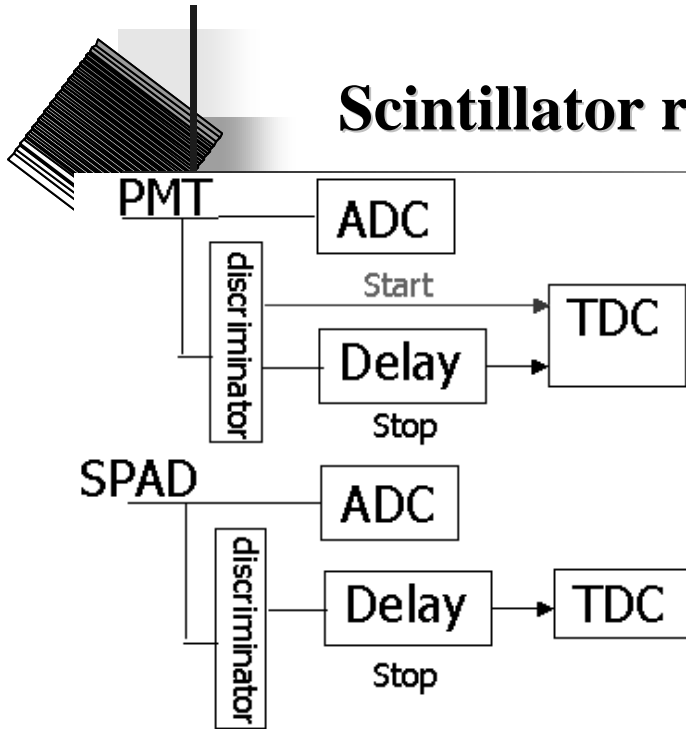 Scintillator r
PMT
ADC
discriminator
Start
TDC
Delay
Stop
SPAD
ADC
discriminator
Delay
TDC
Stop